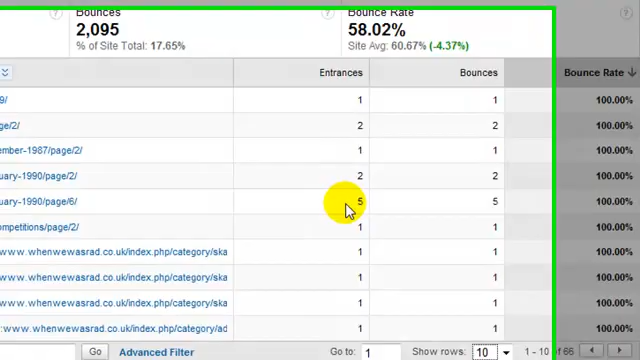 Bounces
2,095
% of Site Total: 17.65%
Bounce Rate
58.02%
Site Avg: 60.67% (-4.37%)
Entrances Bounces Bounce Rate
9/ 1 1 100.00%
ge/2/ 2 2 100.00%
ember-1987/page/2/ 1 1 100.00%
uary-1990/page/2/ 2 2 100.00%
uary-1990/page/6/ 5 5 100.00%
ompetitions/page/2/ 1 1 100.00%
www.whenwewasrad.co.uk/index.php/category/ska 1 1 100.00%
www.whenwewasrad.co.uk/index.php/category/ska 1 1 100.00%
www.whenwewasrad.co.uk/index.php/category/ska 1 1 100.00%
:www.whenwewasrad.co.uk/index.php/category/ad 1 1 100.00%
Go Advanced Filter Go to: 1 Show rows: 10 1 - 10 of 66